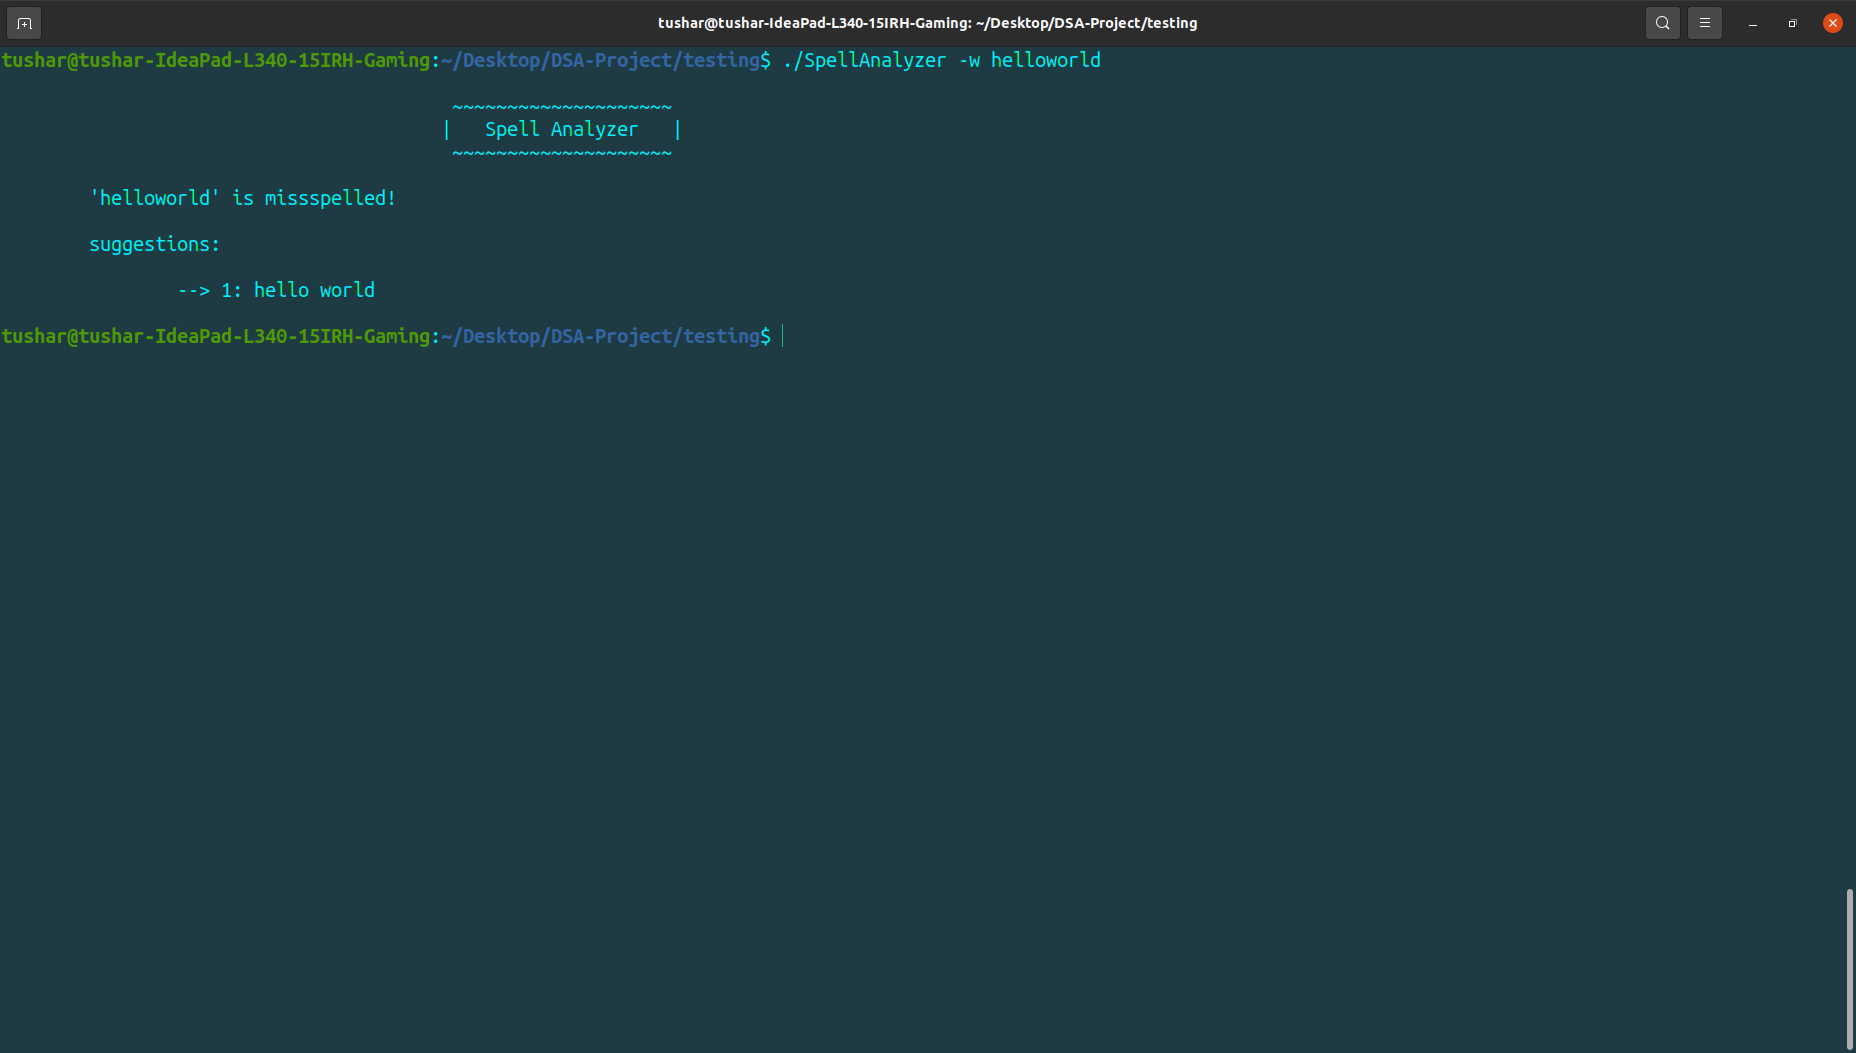 tushar@tushar-IdeaPad-L340-15IRH-Gaming: ~/Desktop/DSA-Project/testing
tushar@tushar-IdeaPad-L340-15IRH-Gaming:~/Desktop/DSA-Project/testing$ ./SpellAnalyzer -w helloworld
~~~~~~~~~~~~~~~~~~~~
|   Spell Analyzer   |
~~~~~~~~~~~~~~~~~~~~
'helloworld' is missspelled!
suggestions:
--> 1: hello world
tushar@tushar-IdeaPad-L340-15IRH-Gaming:~/Desktop/DSA-Project/testing$